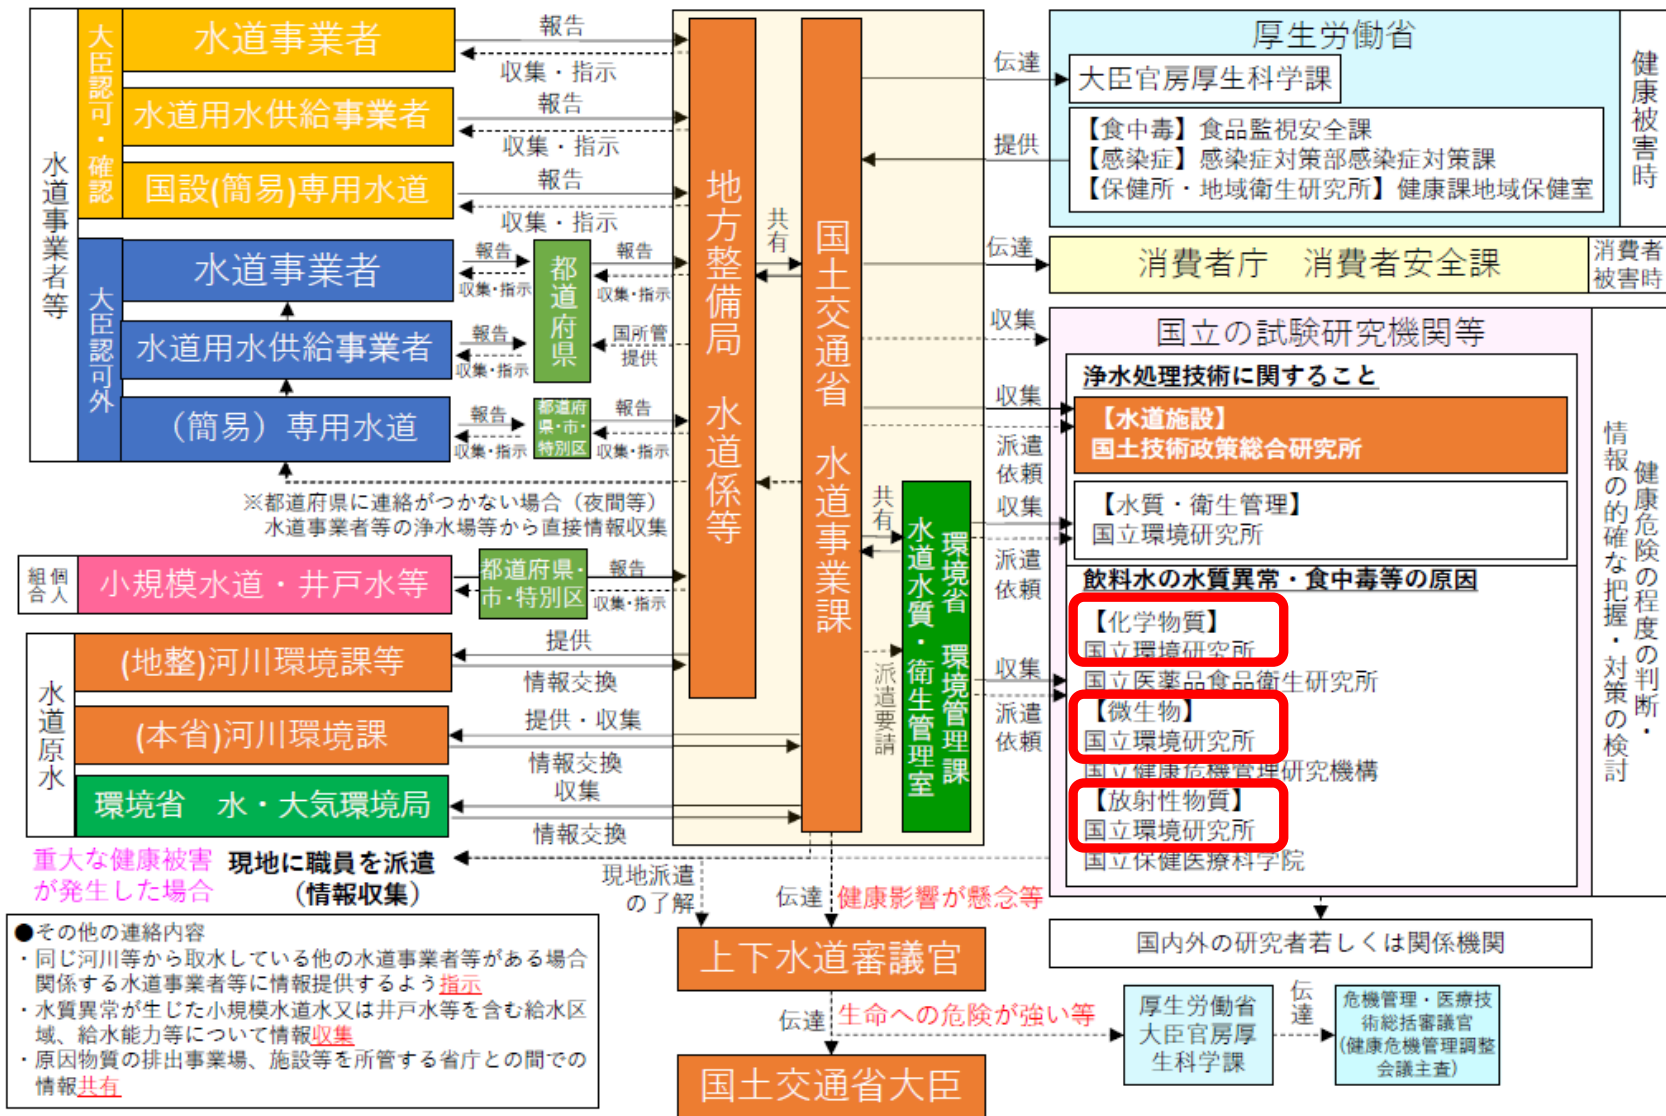 水道事業者等
大臣認可・確認
水道事業者
水道用水供給事業者
国設(簡易)専用水道
大臣認可外
水道事業者
水道用水供給事業者
（簡易）専用水道
報告
収集・指示
報告
収集・指示
報告
収集・指示
報告
収集・指示
都道府県
報告
収集・指示
報告
収集・指示
国所管
提供
報告
収集・指示
都道府
県・市・
特別区
報告
収集・指示
※都道府県に連絡がつかない場合（夜間等）
水道事業者等の浄水場等から直接情報収集
個人
組合
小規模水道・井戸水等
都道府県・
市・特別区
報告
収集・指示
水道原水
(地整)河川環境課等
提供
情報交換
(本省)河川環境課
提供・収集
情報交換
環境省　水・大気環境局
収集
情報交換
地方整備局　水道係等
共有
国土交通省　水道事業課
共有
派遣要請
環境省　環境管理課
水道水質・衛生管理室
伝達
提供
伝達
収集
収集
派遣
依頼
収集
派遣
依頼
収集
派遣
依頼
厚生労働省
大臣官房厚生科学課
【食中毒】食品監視安全課
【感染症】感染症対策部感染症対策課
【保健所・地域衛生研究所】健康課地域保健室
健康被害時
消費者庁　消費者安全課
消費者
被害時
国立の試験研究機関等
浄水処理技術に関すること
【水道施設】
国土技術政策総合研究所
【水質・衛生管理】
国立環境研究所
飲料水の水質異常・食中毒等の原因
【化学物質】
国立環境研究所
国立医薬品食品衛生研究所
【微生物】
国立環境研究所
国立健康危機管理研究機構
【放射性物質】
国立環境研究所
国立保健医療科学院
健康危険の程度の判断・
情報の的確な把握・対策の検討
国内外の研究者若しくは関係機関
重大な健康被害
が発生した場合
現地に職員を派遣
（情報収集）
現地派遣
の了解
伝達
健康影響が懸念等
上下水道審議官
伝達
生命への危険が強い等
国土交通省大臣
厚生労働省
大臣官房厚
生科学課
伝達
危機管理・医療技
術総括審議官
(健康危機管理調整
会議主査)
●その他の連絡内容
・同じ河川等から取水している他の水道事業者等がある場合
関係する水道事業者等に情報提供するよう指示
・水質異常が生じた小規模水道水又は井戸水等を含む給水区
域、給水能力等について情報収集
・原因物質の排出事業場、施設等を所管する省庁との間での
情報共有